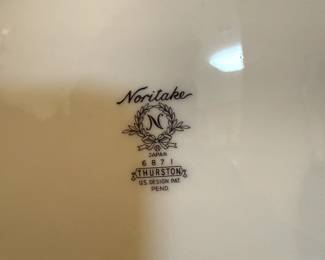 Noritake
N
®
JAPAN
6871
THURSTON
U.S. DESIGN PAT.
PEND.